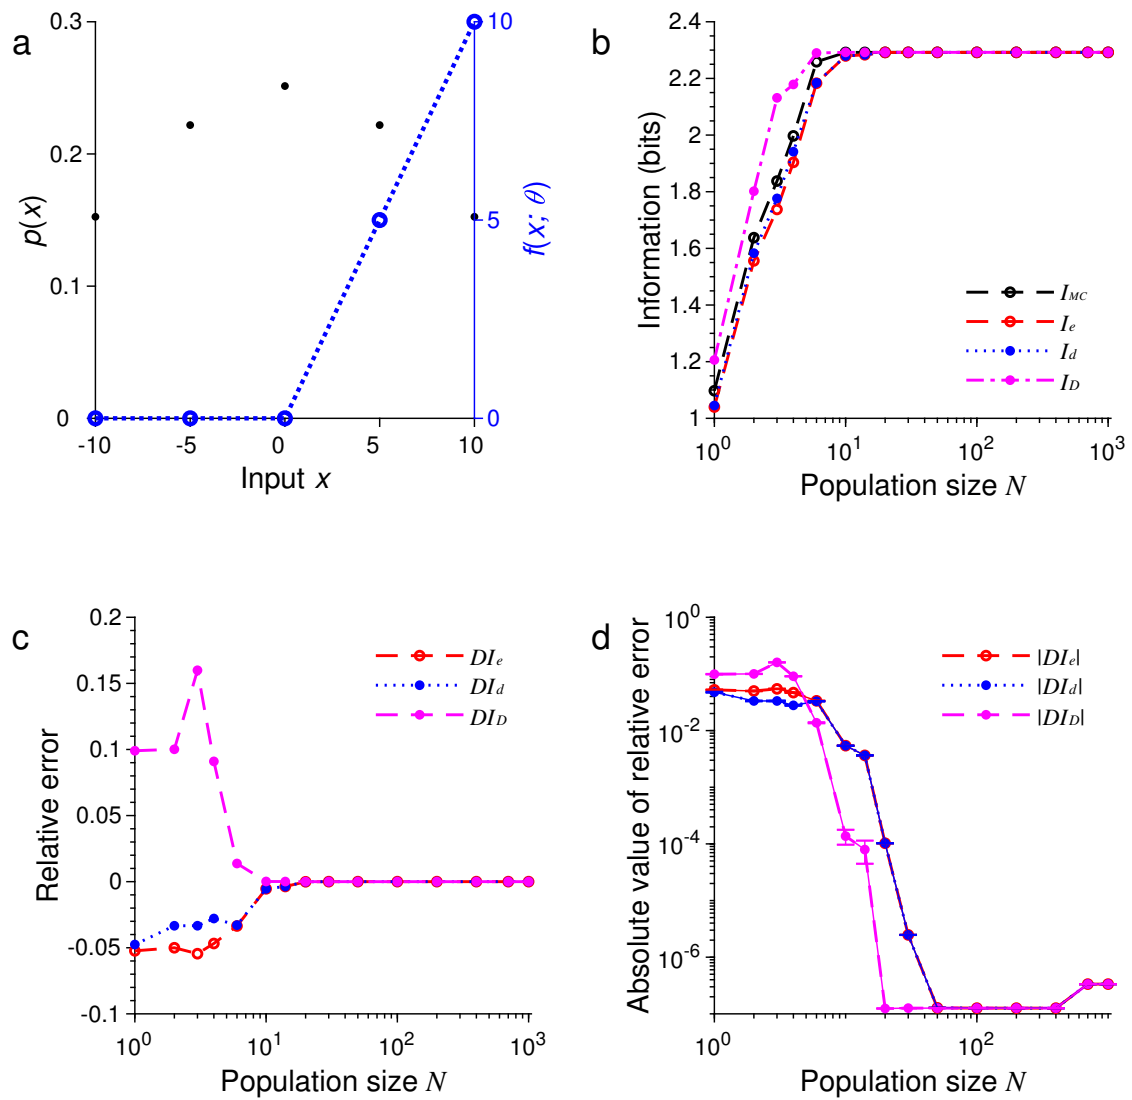 a
0.3
0.2
0.1
0
p(x)
-10
-5
0
5
10
Input x
10
5
0
f(x; θ)
b
2.4
2.2
2
1.8
1.6
1.4
1.2
1
Information (bits)
I_MC
I_e
I_d
I_D
10^0
10^1
10^2
10^3
Population size N
c
0.2
0.15
0.1
0.05
0
-0.05
-0.1
Relative error
DI_e
DI_d
DI_D
10^0
10^1
10^2
10^3
Population size N
d
10^0
10^-2
10^-4
10^-6
Absolute value of relative error
|DI_e|
|DI_d|
|DI_D|
10^0
10^2
Population size N